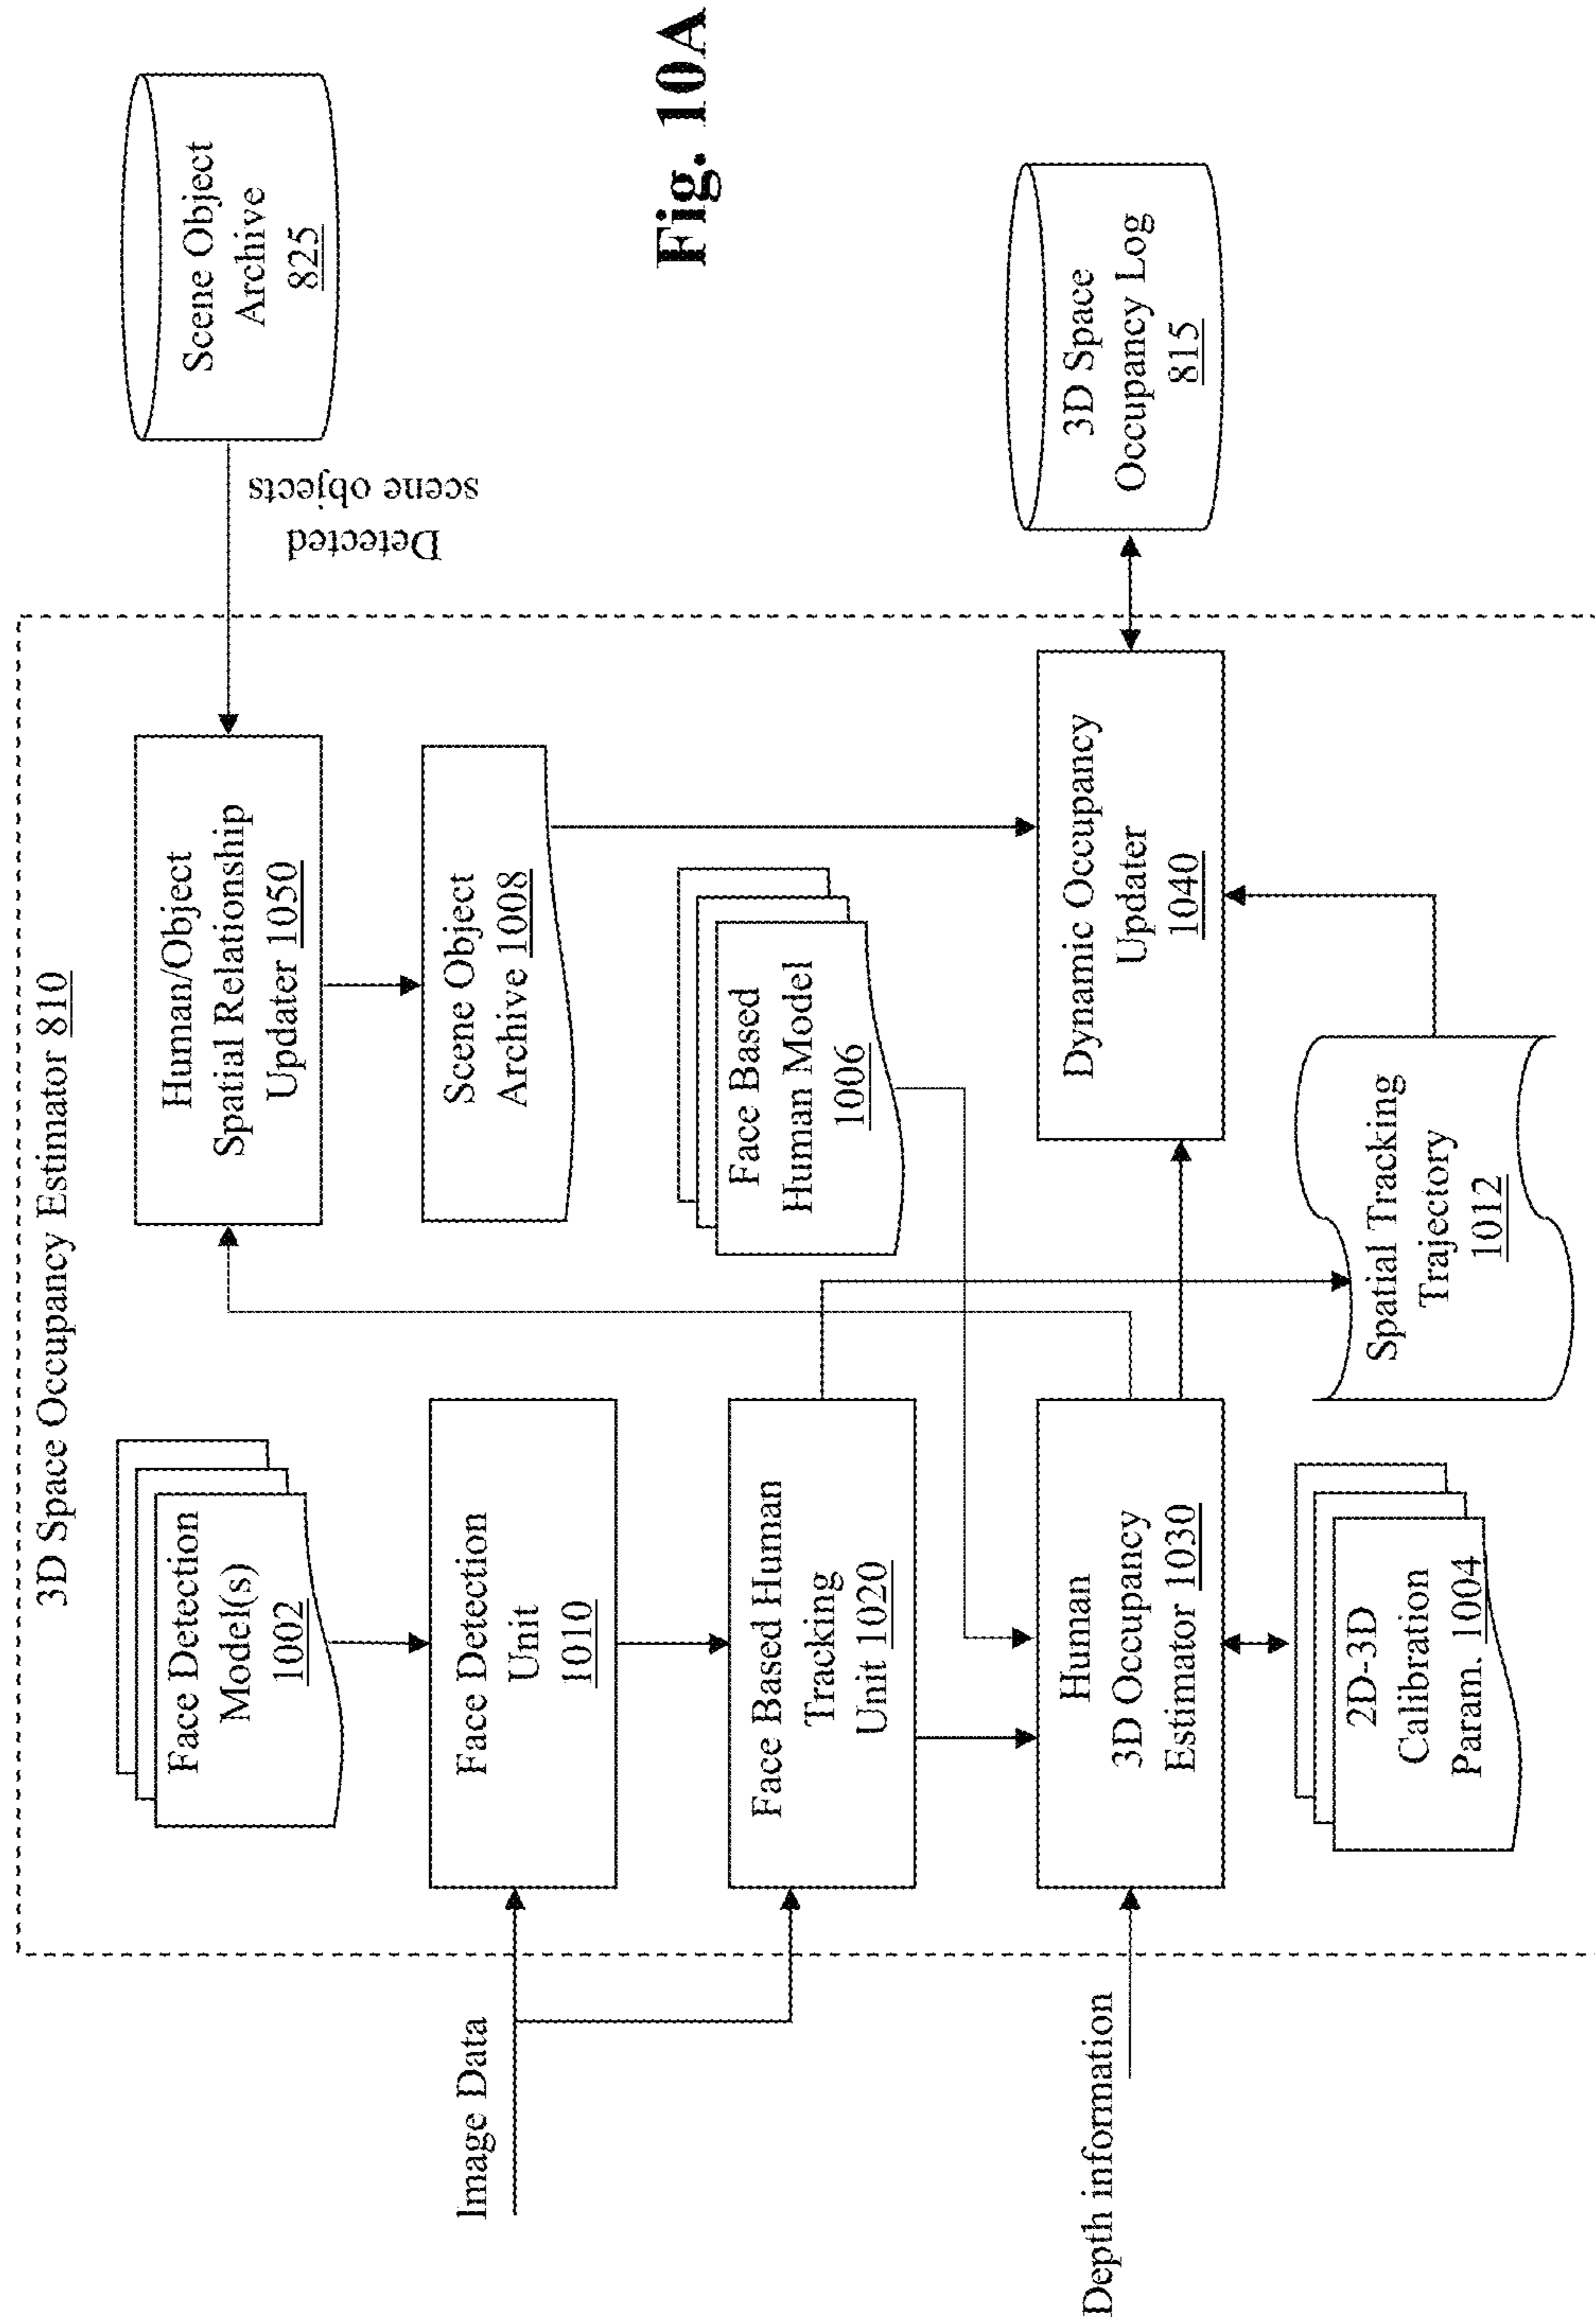 3D Space Occupancy Estimator 810
Face Detection
Model(s)
1002
Human/Object
Spatial Relationship
Updater 1050
Detected
scene objects
Scene Object
Archive
825
Image Data
Face Detection
Unit
1010
Scene Object
Archive 1008
Face Based Human
Tracking
Unit 1020
Face Based
Human Model
1006
Fig. 10A
Depth information
Human
3D Occupancy
Estimator 1030
Dynamic Occupancy
Updater
1040
3D Space
Occupancy Log
815
2D-3D
Calibration
Param. 1004
Spatial Tracking
Trajectory
1012